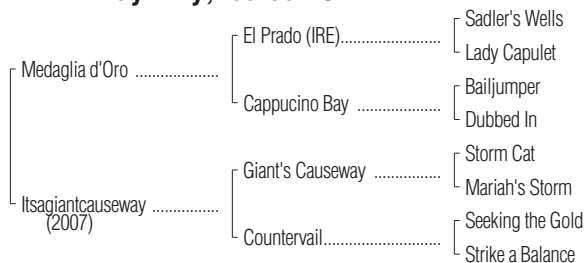 Sadler's Wells
El Prado (IRE)....................
Lady Capulet
Medaglia d'Oro ....................
Bailjumper
Cappucino Bay ....................
Dubbed In
Storm Cat
Giant's Causeway ....................
Mariah's Storm
Itsagiantcauseway ................
(2007)
Seeking the Gold
Countervail............................
Strike a Balance